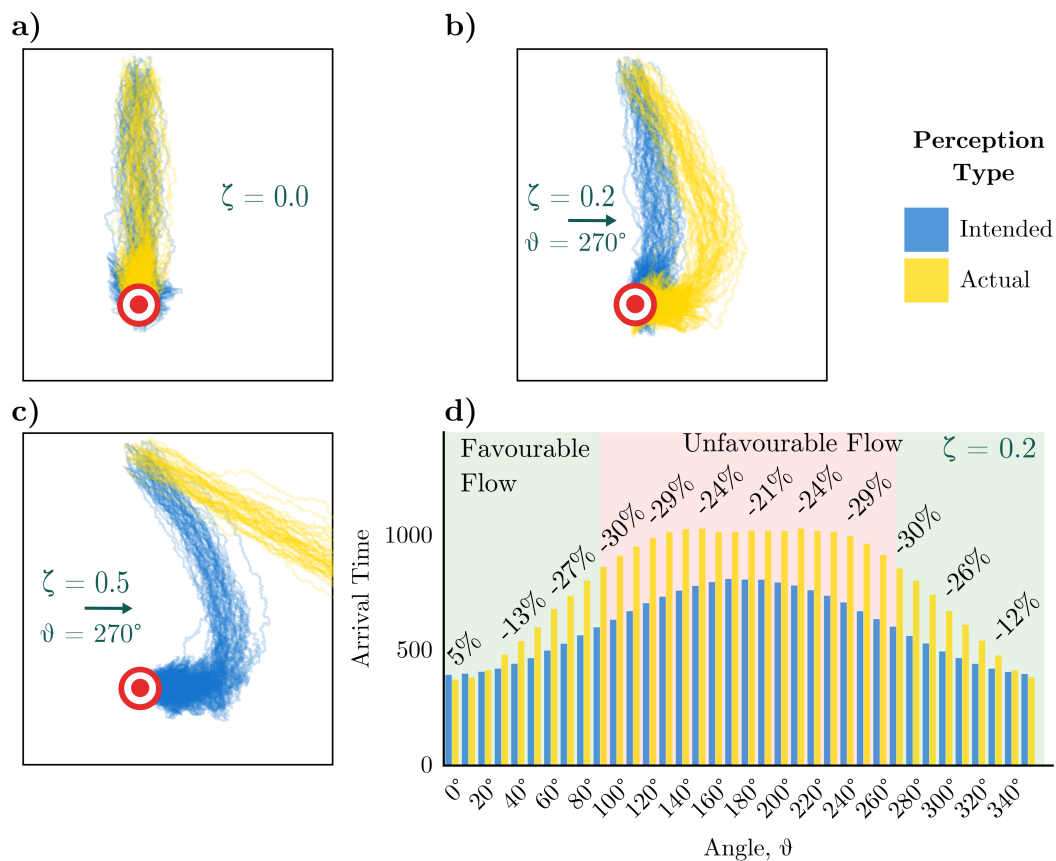 a)
ζ = 0.0
b)
ζ = 0.2
ϑ = 270°
Perception
Type
Intended
Actual
c)
ζ = 0.5
ϑ = 270°
d)
Favourable
Flow
Unfavourable Flow
ζ = 0.2
5%
-13%
-27%
-30%
-29%
-24%
-21%
-24%
-29%
-30%
-26%
-12%
Arrival Time
1000
500
0
0°
20°
40°
60°
80°
100°
120°
140°
160°
180°
200°
220°
240°
260°
280°
300°
320°
340°
Angle, ϑ